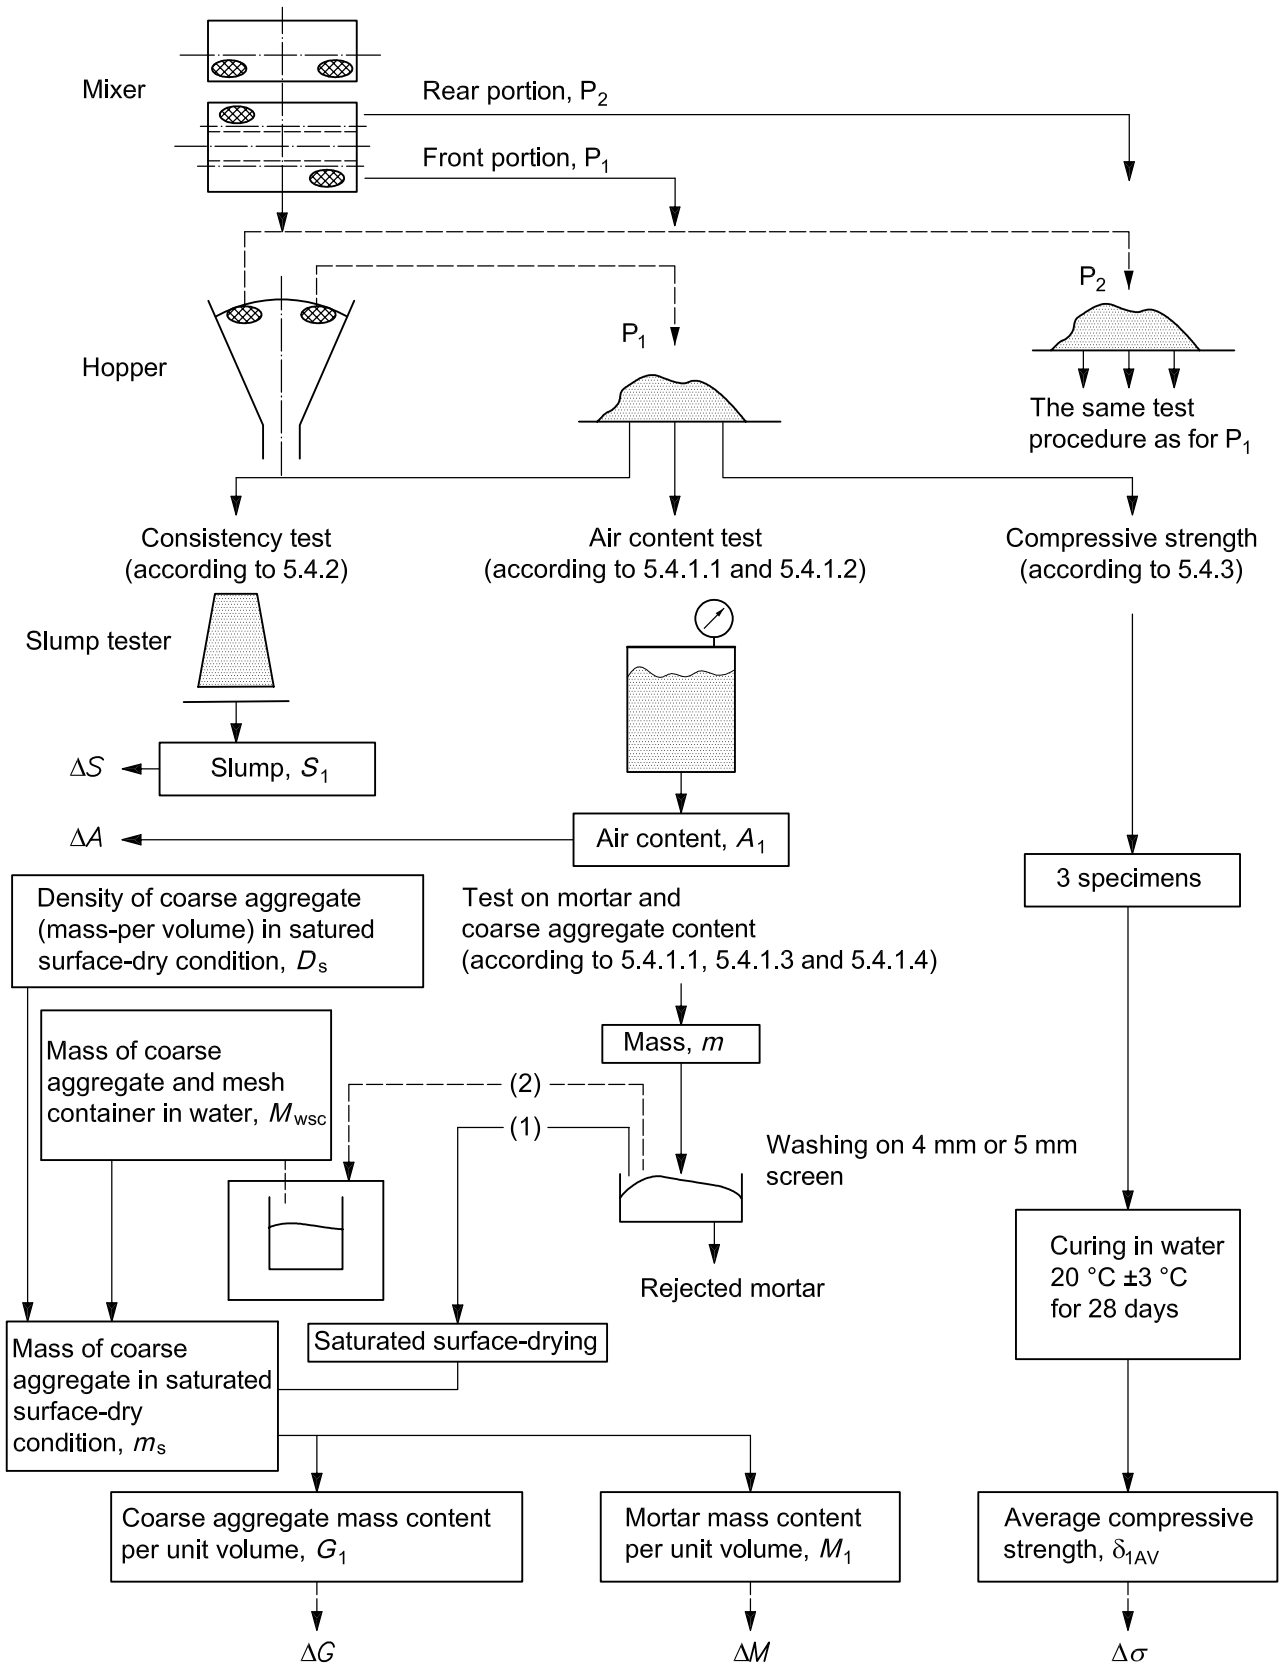 Mixer
Rear portion, P2
Front portion, P1
P2
P1
Hopper
The same test
procedure as for P1
Consistency test
(according to 5.4.2)
Air content test
(according to 5.4.1.1 and 5.4.1.2)
Compressive strength
(according to 5.4.3)
Slump tester
ΔS
Slump, S1
ΔA
Air content, A1
3 specimens
Density of coarse aggregate
(mass-per volume) in satured
surface-dry condition, Ds
Test on mortar and
coarse aggregate content
(according to 5.4.1.1, 5.4.1.3 and 5.4.1.4)
Mass of coarse
aggregate and mesh
container in water, Mwsc
Mass, m
(2)
(1)
Washing on 4 mm or 5 mm
screen
Rejected mortar
Curing in water
20 °C ±3 °C
for 28 days
Saturated surface-drying
Mass of coarse
aggregate in saturated
surface-dry
condition, ms
Coarse aggregate mass content
per unit volume, G1
Mortar mass content
per unit volume, M1
Average compressive
strength, δ1AV
ΔG
ΔM
Δσ